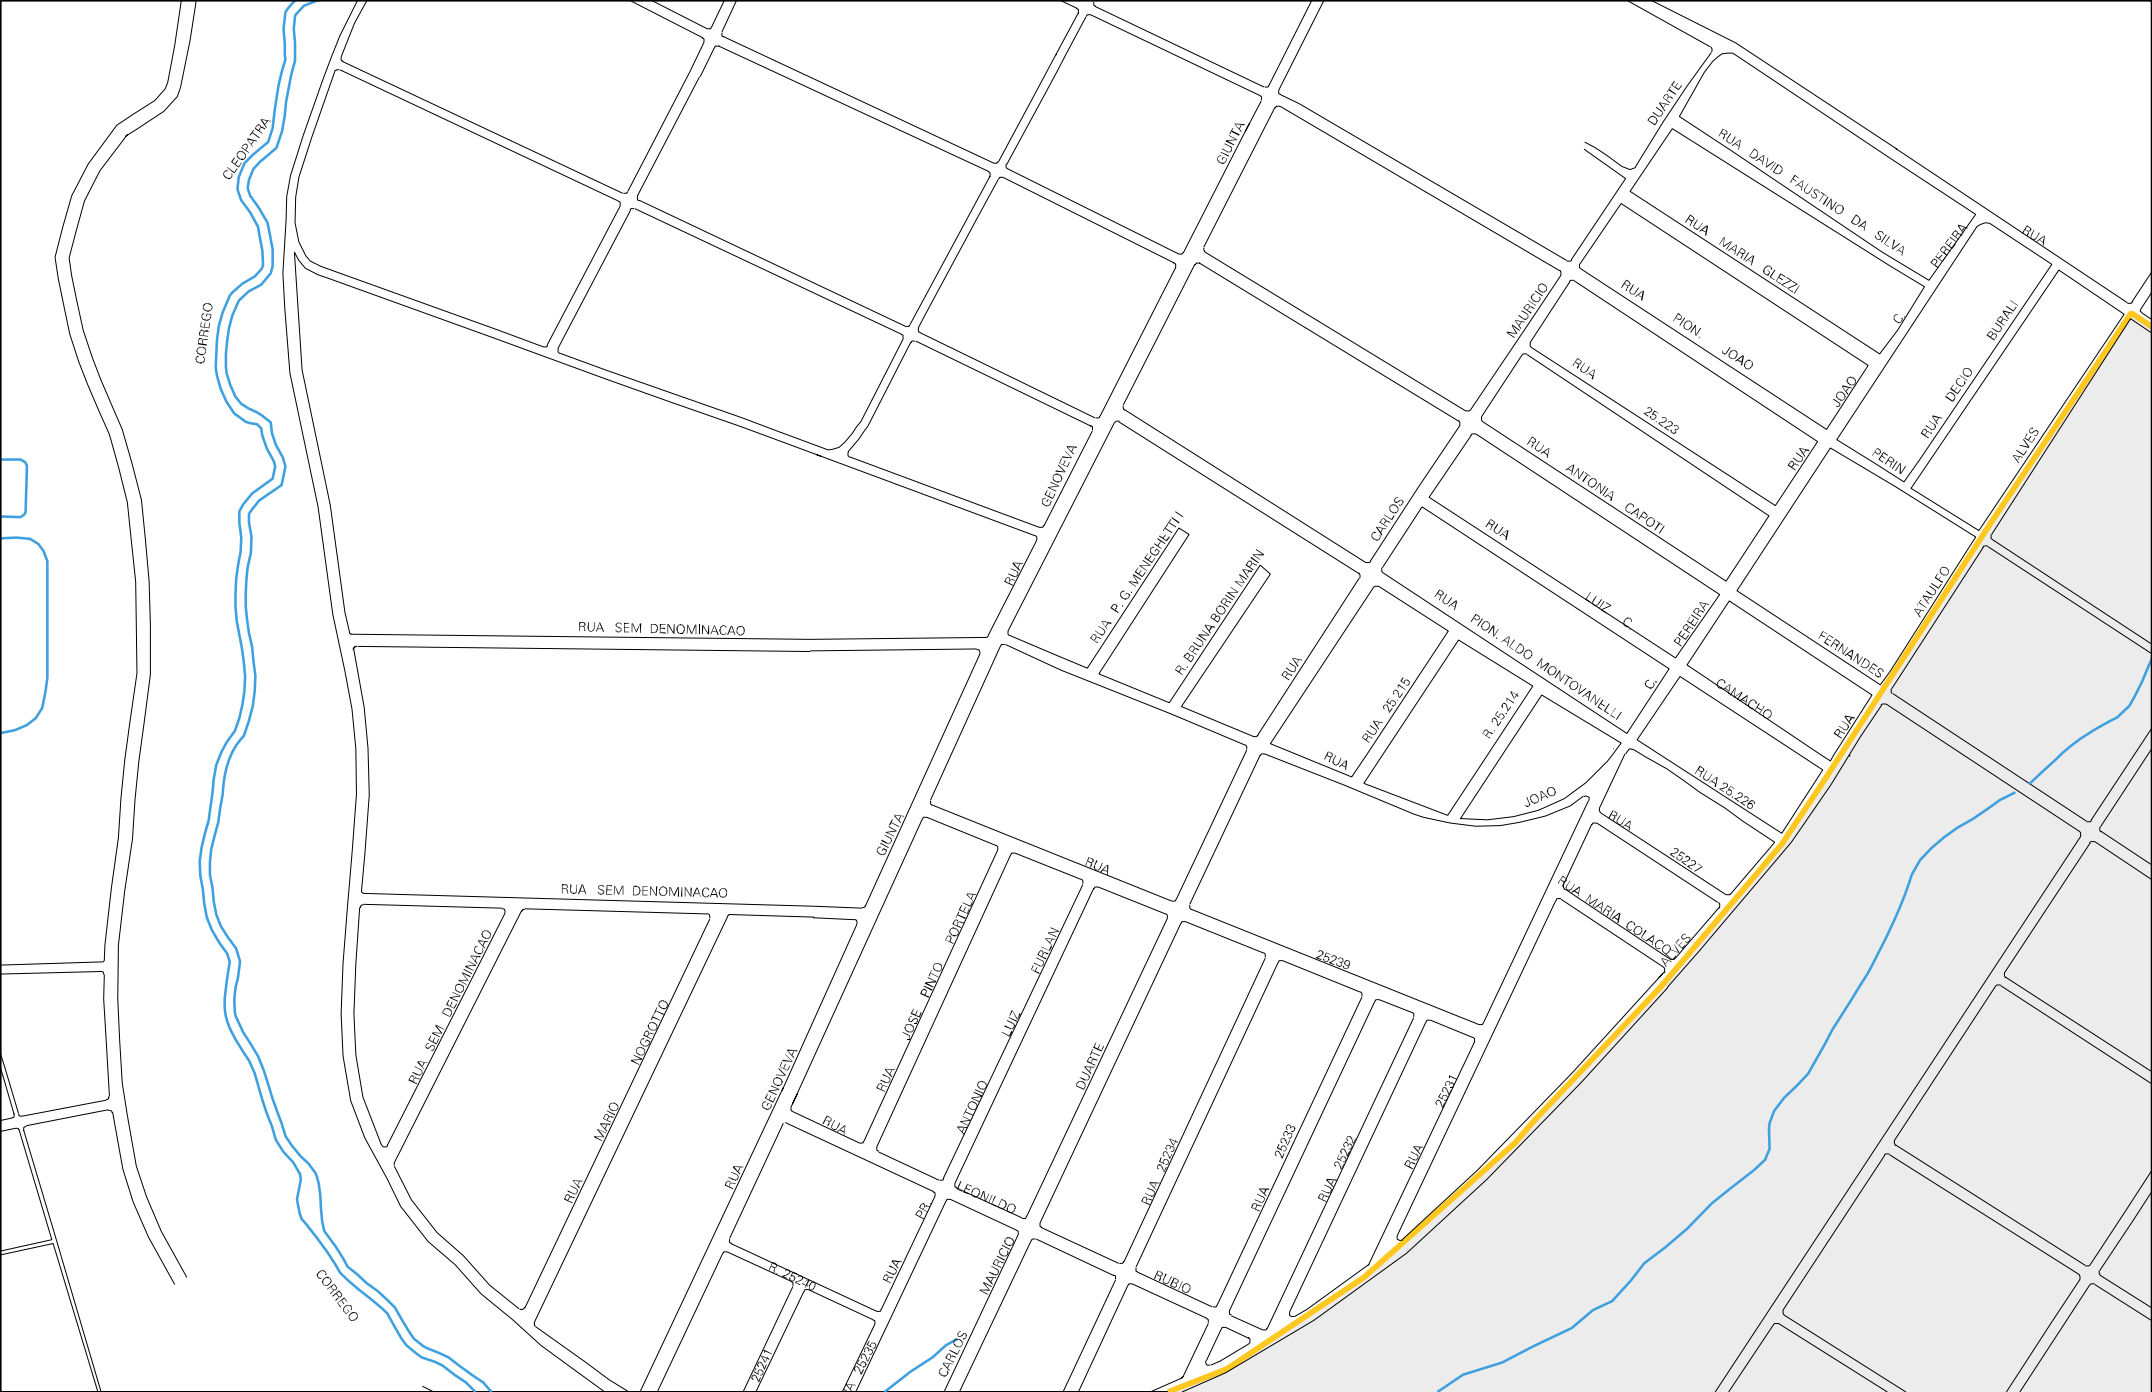 CORREGO CLEOPATRA
CORREGO
RUA GENOVEVA GIUNTA
RUA CARLOS MAURICIO DUARTE
RUA DAVID FAUSTINO DA SILVA
RUA MARIA GLEZZI
RUA PION. JOAO
RUA 25.223
RUA ANTONIA CAPOTI
RUA LUIZ C.
RUA PION. ALDO MONTOVANELLI
RUA JOAO C. PEREIRA
C. PEREIRA
RUA DECIO BURALI
PERIN
RUA
RUA ATAULFO ALVES
FERNANDES
CAMACHO
RUA 25.226
RUA 25227
RUA MARIA COLACO
ALVES
RUA P. G. MENEGHETTI I
R. BRUNA BORIN MARIN
RUA 25.215
R. 25.214
RUA JOAO
RUA SEM DENOMINACAO
RUA SEM DENOMINACAO
RUA SEM DENOMINACAO
RUA MARIO NOGROTTO
RUA GENOVEVA GIUNTA
RUA JOSE PINTO PORTELA
ANTONIO LUIZ FURLAN
RUA 25239
CARLOS MAURICIO DUARTE
RUA LEONILDO RUBIO
RUA PR.
RUA 25234
RUA 25233
RUA 25232
RUA 25231
R. 25240
25241
25235